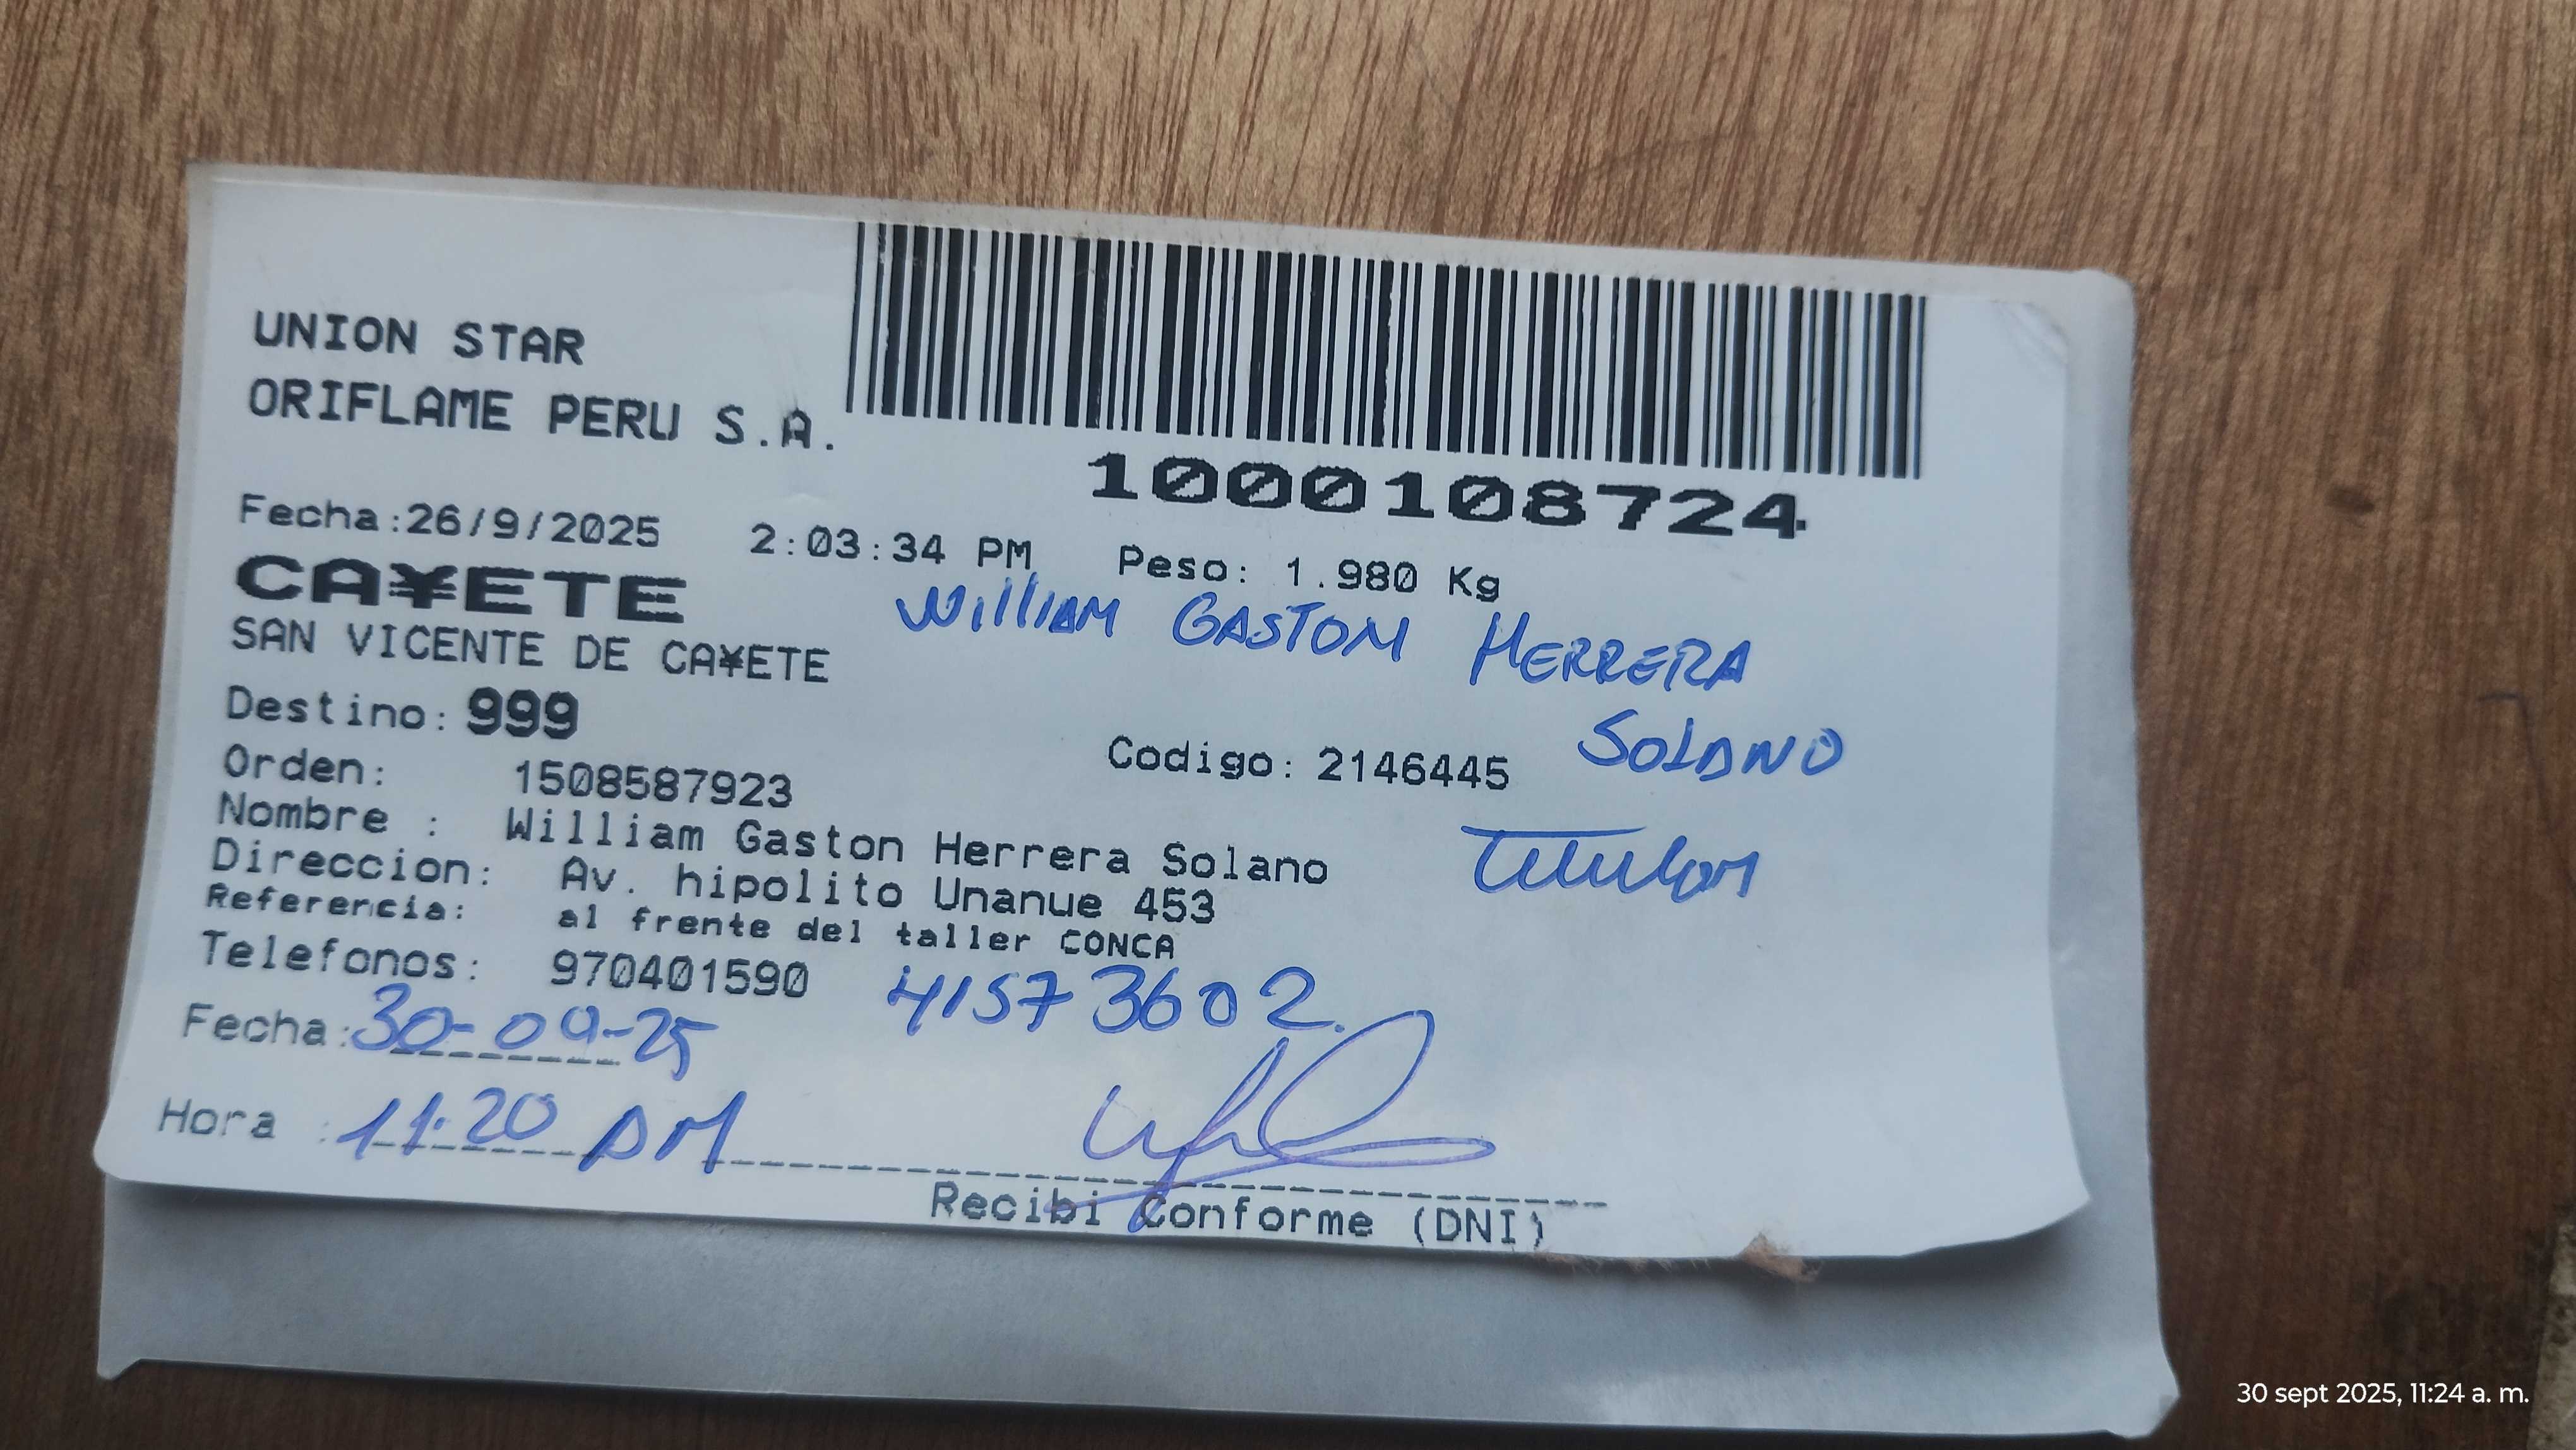 UNION STAR
ORIFLAME PERU S.A.
1000108724
Fecha:26/9/2025 2:03:34 PM Peso: 1.980 Kg
CA¥ETE
William GASTON HERRERA
SAN VICENTE DE CA¥ETE
SOLANO
Destino: 999
Codigo: 2146445
Orden: 1508587923
Nombre : William Gaston Herrera Solano
Titular
Direccion: Av. hipolito Unanue 453
Referencia: al frente del taller CONCA
Telefonos: 970401590 41573602.
Fecha: 30-09-25
Hora : 11:20 AM
Recibi Conforme (DNI)
30 sept 2025, 11:24 a. m.